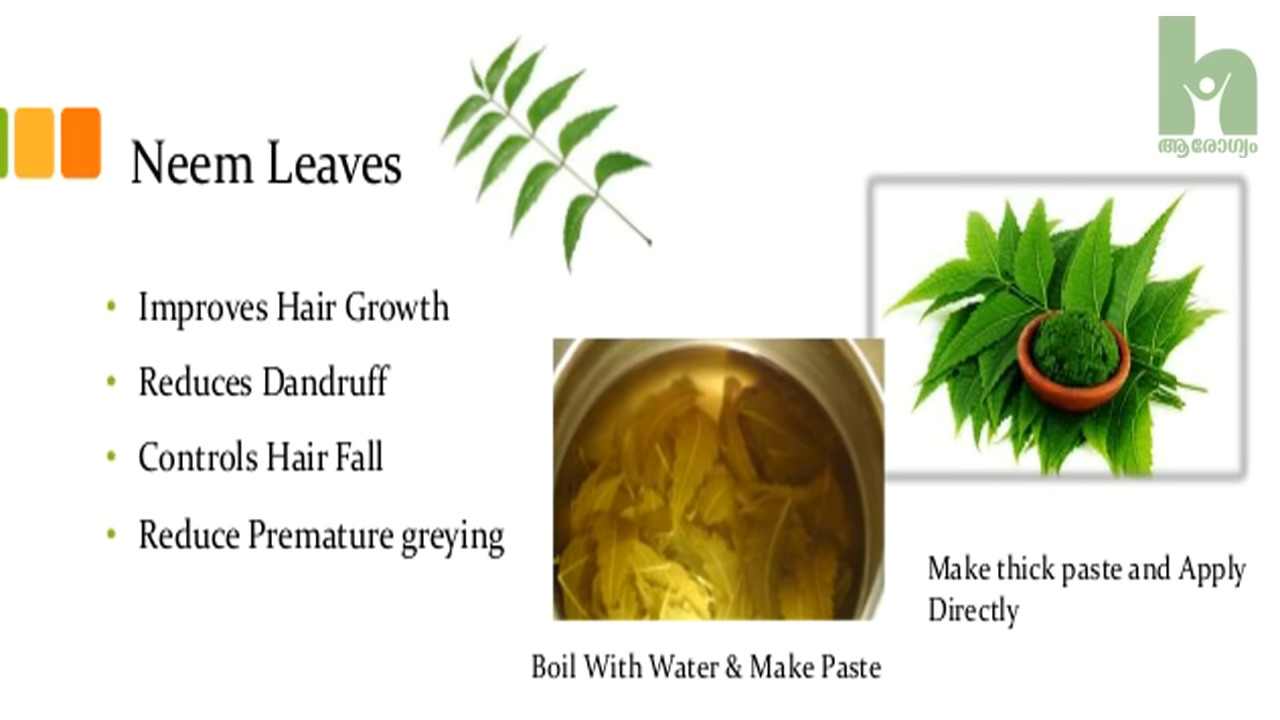 ആരോഗ്യം
Neem Leaves
Improves Hair Growth
Reduces Dandruff
Controls Hair Fall
Reduce Premature greying
Make thick paste and Apply
Directly
Boil With Water & Make Paste